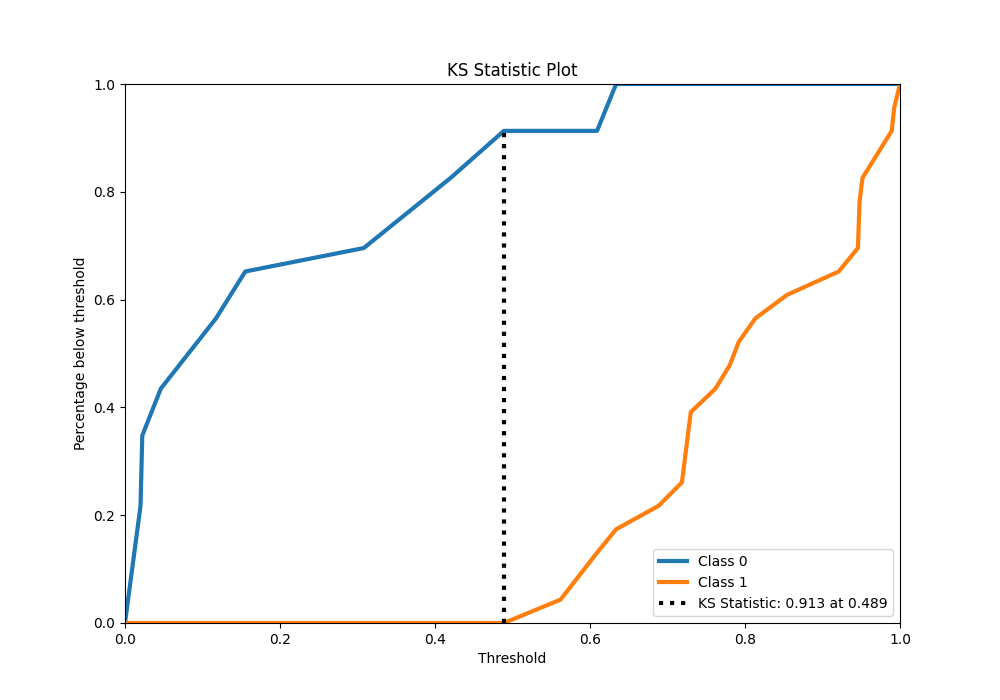 KS Statistic Plot
1.0
0.8
0.6
0.4
0.2
0.0
Percentage below threshold
0.0 0.2 0.4 0.6 0.8 1.0
Threshold
Class 0
Class 1
KS Statistic: 0.913 at 0.489